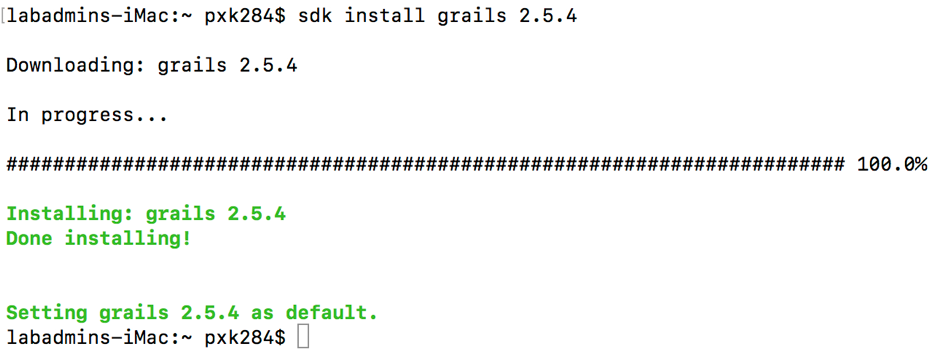 [labadmins-iMac:~ pxk284$ sdk install grails 2.5.4
Downloading: grails 2.5.4
In progress...
######################################################################## 100.0%
Installing: grails 2.5.4
Done installing!
Setting grails 2.5.4 as default.
labadmins-iMac:~ pxk284$